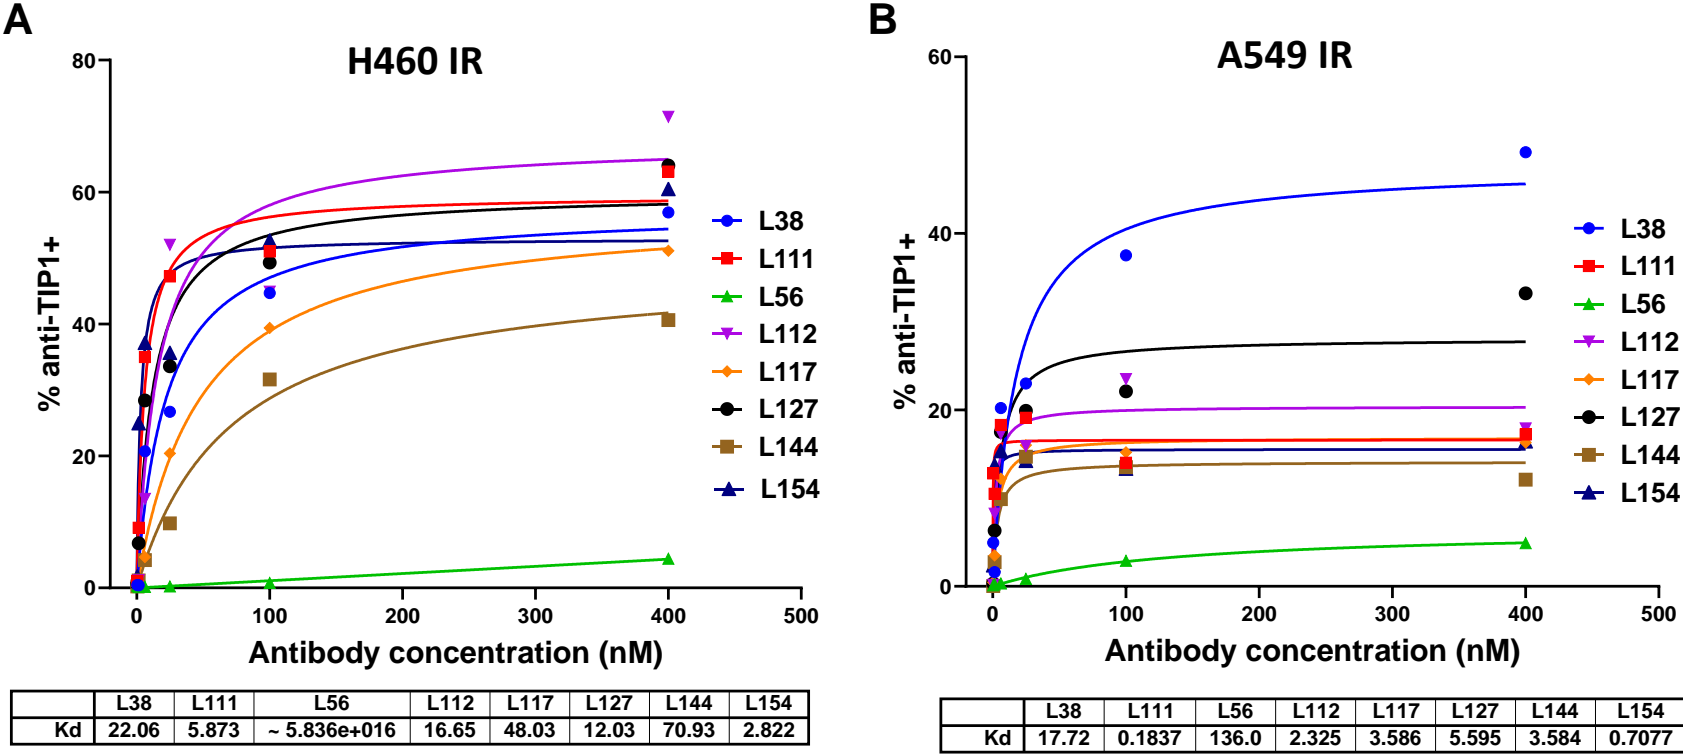 A
H460 IR
80
60
40
20
0
% anti-TIP1+
0 100 200 300 400 500
Antibody concentration (nM)
L38
L111
L56
L112
L117
L127
L144
L154
L38 L111 L56 L112 L117 L127 L144 L154
Kd 22.06 5.873 ~ 5.836e+016 16.65 48.03 12.03 70.93 2.822
B
A549 IR
60
40
20
0
% anti-TIP1+
0 100 200 300 400 500
Antibody concentration (nM)
L38
L111
L56
L112
L117
L127
L144
L154
L38 L111 L56 L112 L117 L127 L144 L154
Kd 17.72 0.1837 136.0 2.325 3.586 5.595 3.584 0.7077